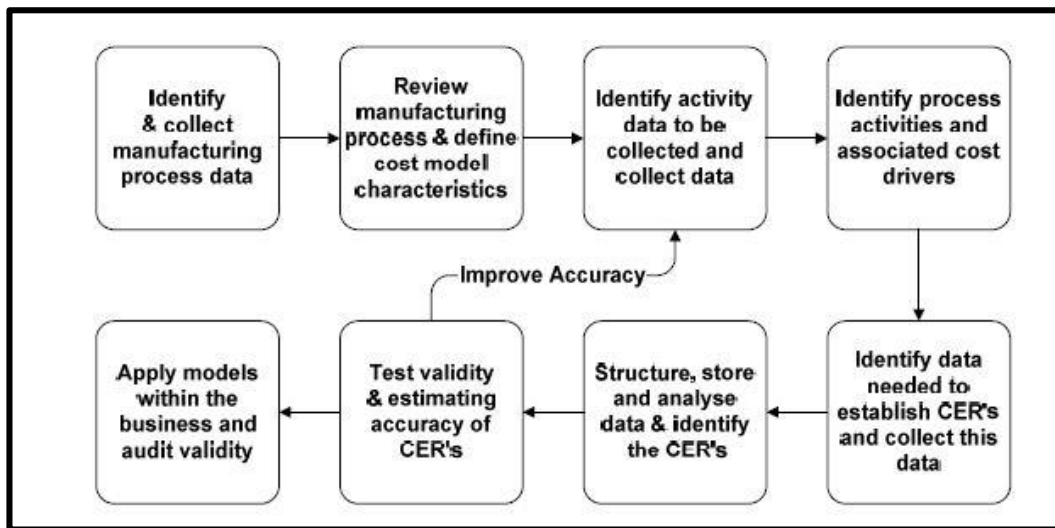 Identify
& collect
manufacturing
process data
Review
manufacturing
process & define
cost model
characteristics
Identify activity
data to be
collected and
collect data
Identify process
activities and
associated cost
drivers
Improve Accuracy
Apply models
within the
business and
audit validity
Test validity
& estimating
accuracy of
CER's
Structure, store
and analyse
data & identify
the CER's
Identify data
needed to
establish CER's
and collect this
data